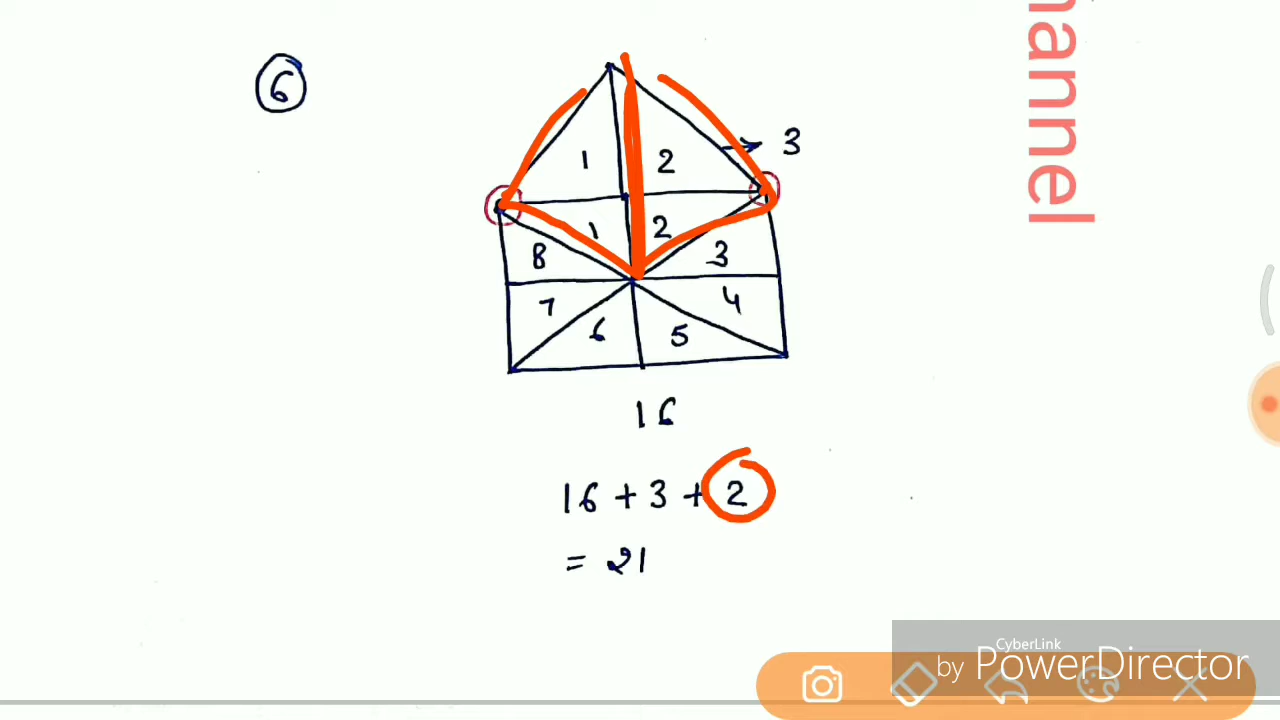 6
3
1 2
1 2
8 3
7 4
6 5
16
16 + 3 + 2
= 21
hannel
CyberLink
by PowerDirector